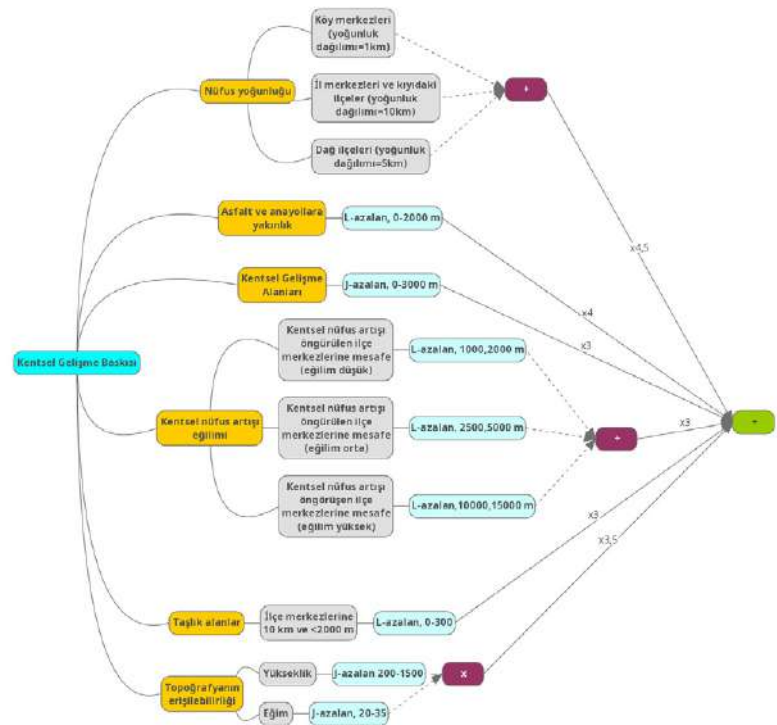 Köy merkezleri
(yoğunluk
dağılımı=1km)
Nüfus yoğunluğu
İl merkezleri ve kıyıdaki
ilçeler (yoğunluk
dağılımı=10km)
+
Dağ ilçeleri (yoğunluk
dağılımı=5km)
x4,5
Asfalt ve anayollara
yakınlık
L-azalan, 0-2000 m
x4
Kentsel Gelişme
Alanları
J-azalan, 0-3000 m
x3
Kentsel Gelişme Baskısı
Kentsel nüfus artışı
öngürülen ilçe
merkezlerine mesafe
(eğilim düşük)
L-azalan, 1000,2000 m
Kentsel nüfus artışı
eğilimi
Kentsel nüfus artışı
öngürülen ilçe
merkezlerine mesafe
(eğilim orta)
L-azalan, 2500,5000 m
+
x3
+
Kentsel nüfus artışı
öngörüşen ilçe
merkezlerine mesafe
(eğilim yüksek)
L-azalan,10000,15000 m
x3
x3,5
Taşlık alanlar
İlçe merkezlerine
10 km ve <2000 m
L-azalan, 0-300
Topoğrafyanın
erişilebilirliği
Yükseklik
J-azalan 200-1500
x
Eğim
J-azalan, 20-35